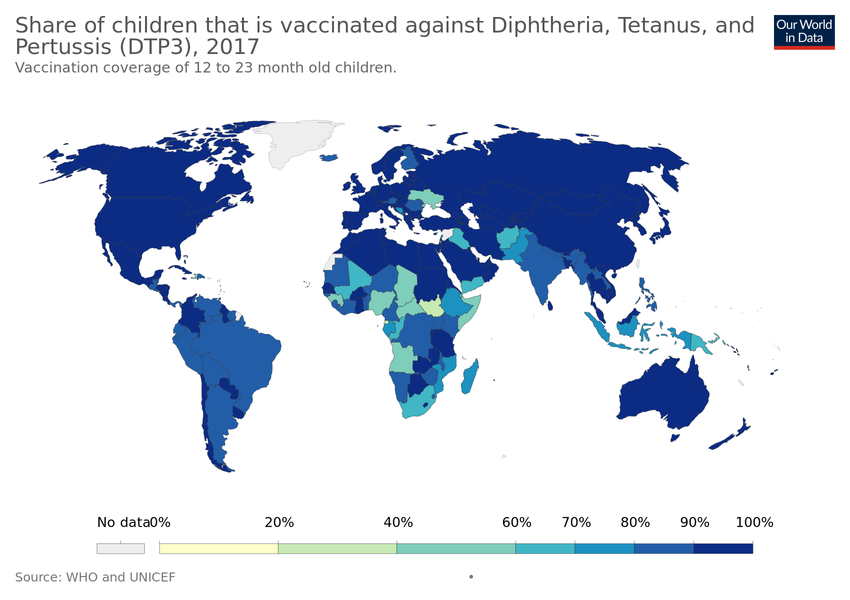 Share of children that is vaccinated against Diphtheria, Tetanus, and
Pertussis (DTP3), 2017
Vaccination coverage of 12 to 23 month old children.
Our World
in Data
No data 0% 20% 40% 60% 70% 80% 90% 100%
Source: WHO and UNICEF